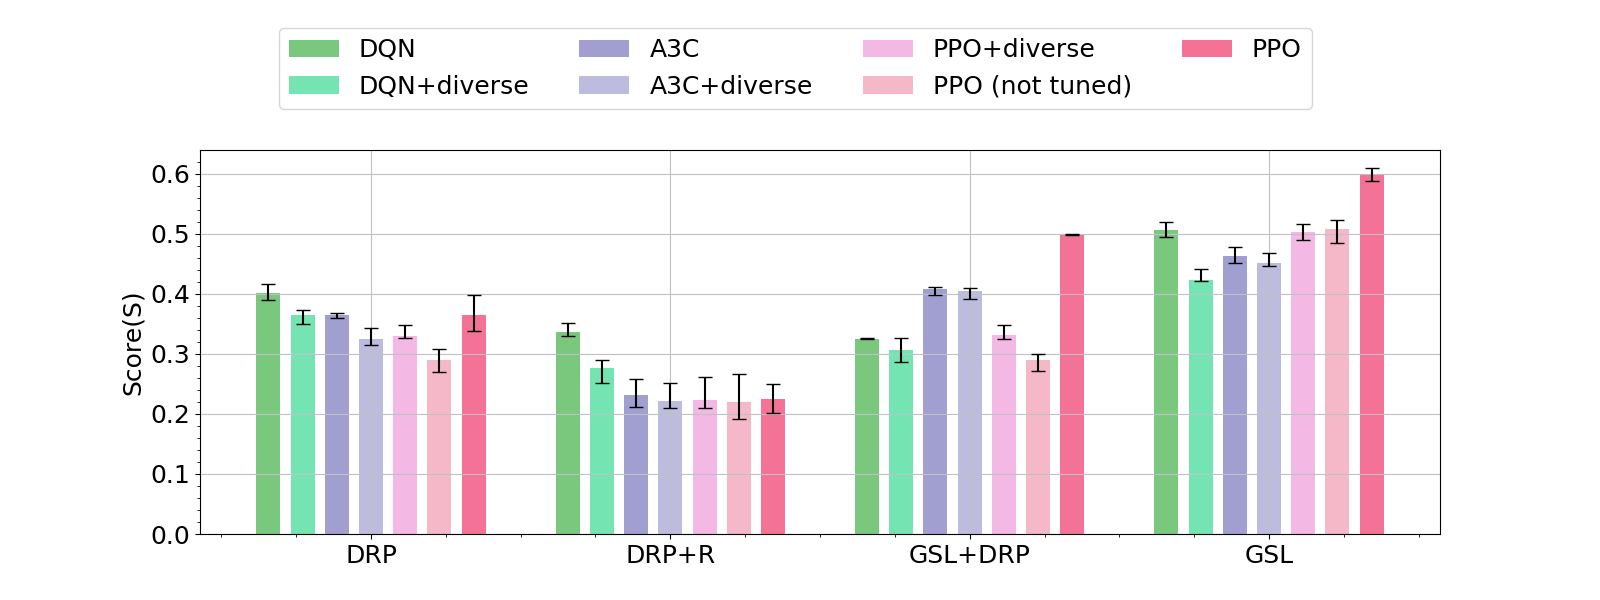 DQN A3C PPO+diverse PPO
DQN+diverse A3C+diverse PPO (not tuned)
0.6
0.5
0.4
0.3
0.2
0.1
0.0
Score(S)
DRP DRP+R GSL+DRP GSL